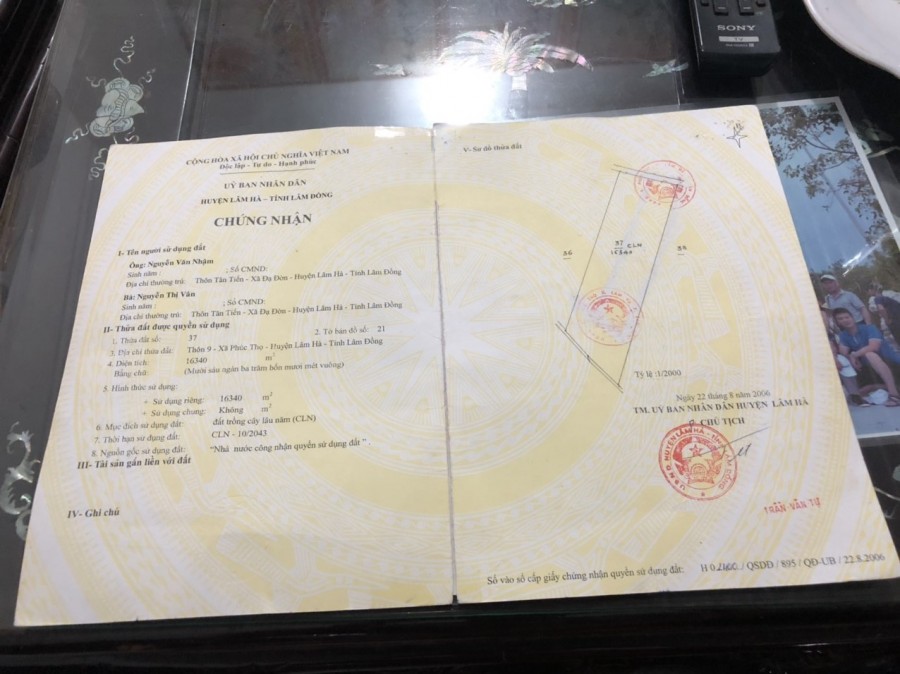 CỘNG HÒA XÃ HỘI CHỦ NGHĨA VIỆT NAM
Độc lập - Tự do - Hạnh phúc
UỶ BAN NHÂN DÂN
HUYỆN LÂM HÀ - TỈNH LÂM ĐỒNG
CHỨNG NHẬN
I- Tên người sử dụng đất
Ông: Nguyễn Văn Nhậm
Sinh năm : ; Số CMND:
Địa chỉ thường trú: Thôn Tân Tiến - Xã Đạ Đờn - Huyện Lâm Hà - Tỉnh Lâm Đồng
Bà: Nguyễn Thị Vân
Sinh năm : ; Số CMND:
Địa chỉ thường trú: Thôn Tân Tiến - Xã Đạ Đờn - Huyện Lâm Hà - Tỉnh Lâm Đồng
II- Thửa đất được quyền sử dụng
1. Thửa đất số: 37 2. Tờ bản đồ số: 21
3. Địa chỉ thửa đất: Thôn 9 - Xã Phúc Thọ - Huyện Lâm Hà - Tỉnh Lâm Đồng
4. Diện tích: 16340 m²
Bằng chữ: (Mười sáu ngàn ba trăm bốn mươi mét vuông)
5. Hình thức sử dụng:
+ Sử dụng riêng: 16340 m²
+ Sử dụng chung: Không m²
6. Mục đích sử dụng đất: đất trồng cây lâu năm (CLN)
7. Thời hạn sử dụng đất: CLN - 10/2043
8. Nguồn gốc sử dụng đất: "Nhà nước công nhận quyền sử dụng đất".
III- Tài sản gắn liền với đất
IV- Ghi chú
V- Sơ đồ thửa đất
36
37 CLN
16340
Tỷ lệ :1/2000
Ngày 22 tháng 8 năm 2006
TM. UỶ BAN NHÂN DÂN HUYỆN LÂM HÀ
CHỦ TỊCH
U.B.N.D. HUYỆN LÂM HÀ
TRẦN VĂN TỰ
Số vào sổ cấp giấy chứng nhận quyền sử dụng đất: / QSDĐ / 895 / QĐ-UB / 22.8.2006
SONY
TV